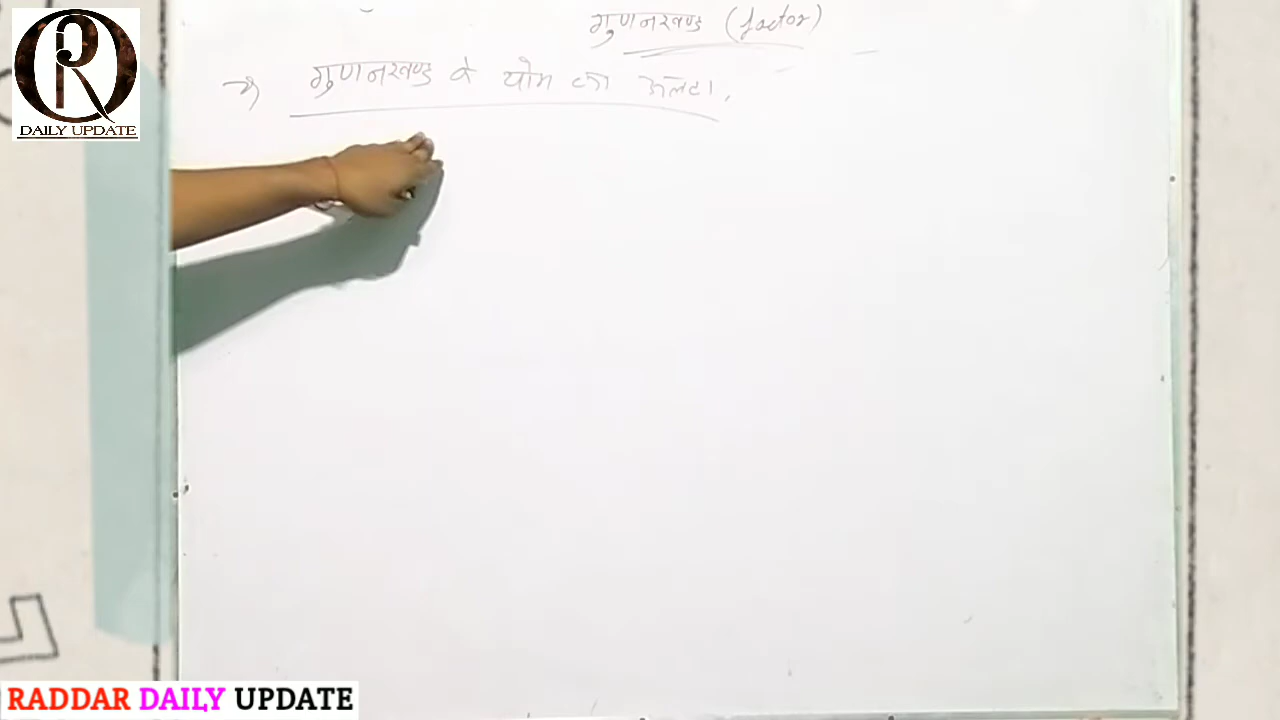 गुणनखण्ड (factor)
→ गुणनखण्ड के योग का उलटा,
DAILY UPDATE
RADDAR DAILY UPDATE